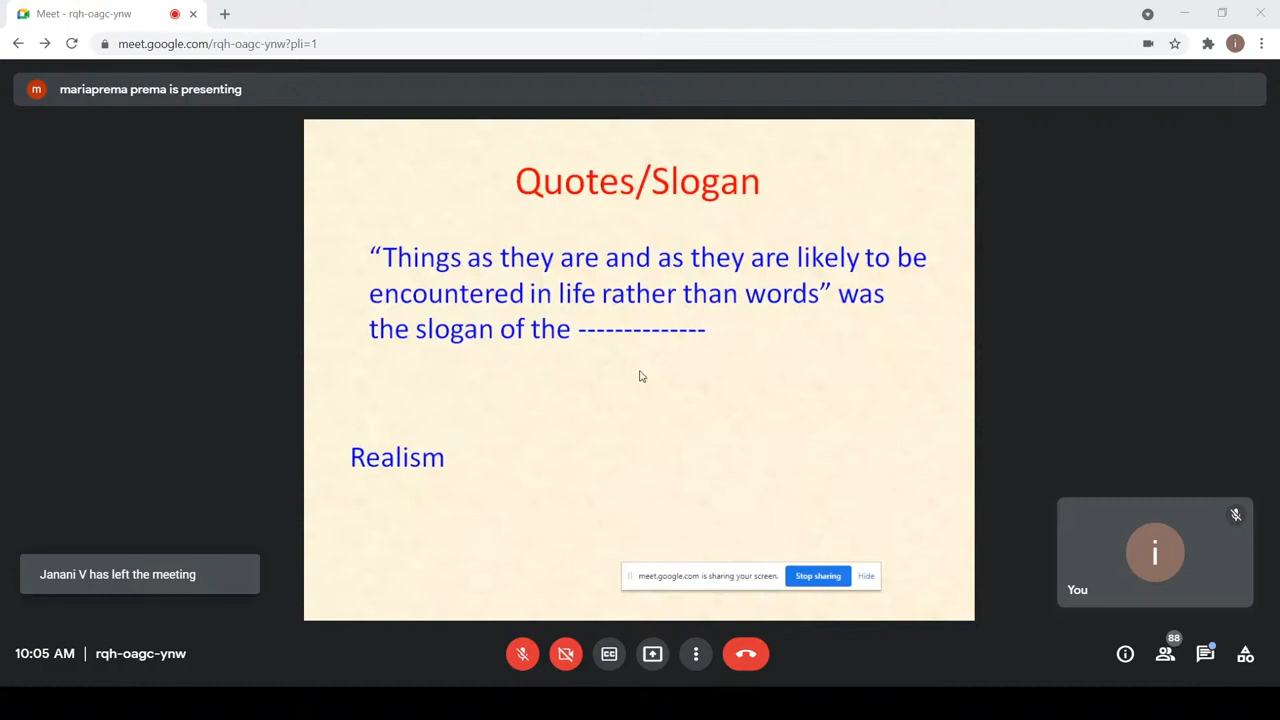 Meet - rqh-oagc-ynw
meet.google.com/rqh-oagc-ynw?pli=1
i
m
mariaprema prema is presenting
Quotes/Slogan
“Things as they are and as they are likely to be
encountered in life rather than words” was
the slogan of the --------------
Realism
i
You
Janani V has left the meeting
meet.google.com is sharing your screen.
Stop sharing
Hide
10:05 AM | rqh-oagc-ynw
CC
88